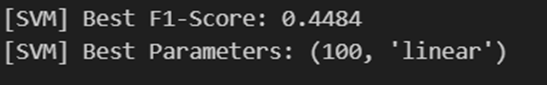 [SVM] Best F1-Score: 0.4484
[SVM] Best Parameters: (100, 'linear')